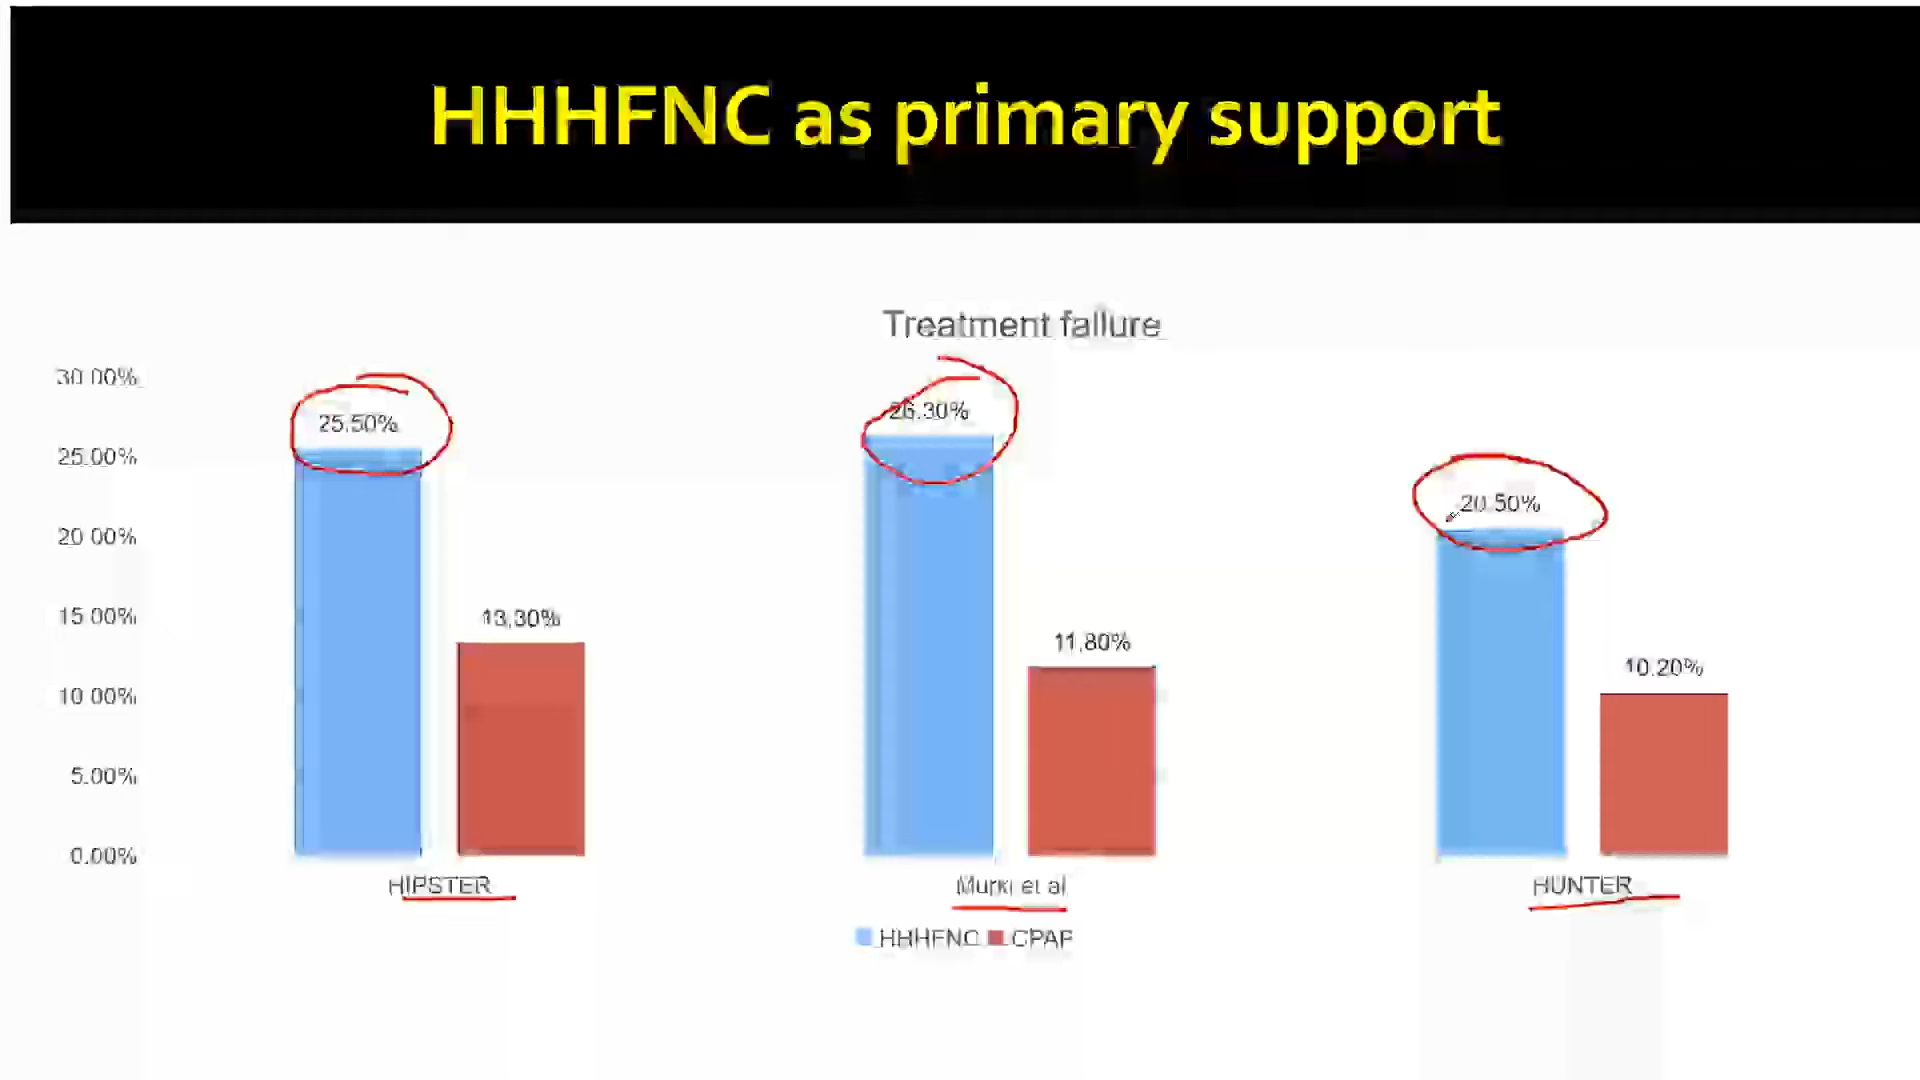 HHHFNC as primary support
Treatment failure
30.00%
25.00%
20.00%
15.00%
10.00%
5.00%
0.00%
25.50%
13.30%
26.30%
11.80%
20.50%
10.20%
HIPSTER
Murki et al
HUNTER
HHHFNC CPAP